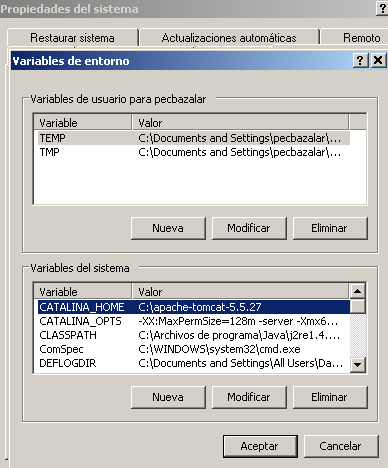 Propiedades del sistema
Restaurar sistema Actualizaciones automáticas Remoto
Variables de entorno
Variables de usuario para pecbazalar
Variable Valor
TEMP C:\Documents and Settings\pecbazalar\...
TMP C:\Documents and Settings\pecbazalar\...
Nueva Modificar Eliminar
Variables del sistema
Variable Valor
CATALINA_HOME C:\apache-tomcat-5.5.27
CATALINA_OPTS -XX:MaxPermSize=128m -server -Xmx6...
CLASSPATH C:\Archivos de programa\Java\j2re1.4....
ComSpec C:\WINDOWS\system32\cmd.exe
DEFLOGDIR C:\Documents and Settings\All Users\Da...
Nueva Modificar Eliminar
Aceptar Cancelar